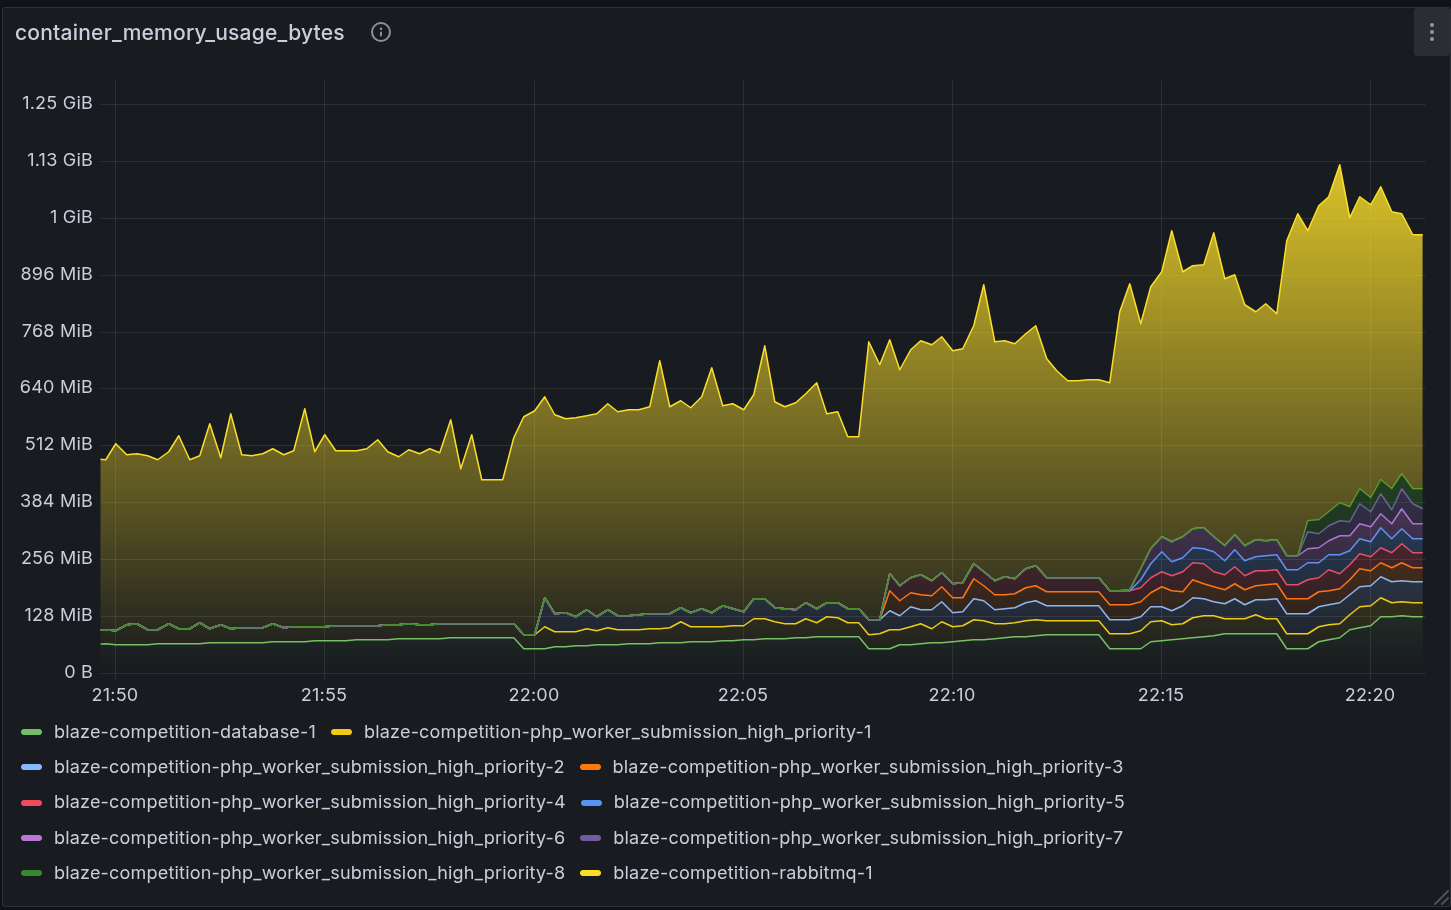 container_memory_usage_bytes
1.25 GiB
1.13 GiB
1 GiB
896 MiB
768 MiB
640 MiB
512 MiB
384 MiB
256 MiB
128 MiB
0 B
21:50 21:55 22:00 22:05 22:10 22:15 22:20
blaze-competition-database-1 blaze-competition-php_worker_submission_high_priority-1
blaze-competition-php_worker_submission_high_priority-2 blaze-competition-php_worker_submission_high_priority-3
blaze-competition-php_worker_submission_high_priority-4 blaze-competition-php_worker_submission_high_priority-5
blaze-competition-php_worker_submission_high_priority-6 blaze-competition-php_worker_submission_high_priority-7
blaze-competition-php_worker_submission_high_priority-8 blaze-competition-rabbitmq-1